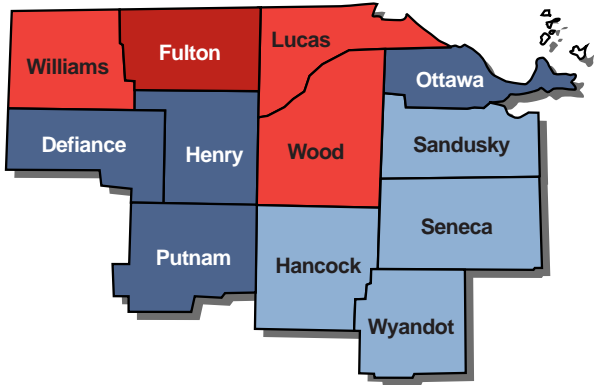 Lucas
Fulton
Williams
Ottawa
Defiance
Henry
Wood
Sandusky
Seneca
Putnam
Hancock
Wyandot